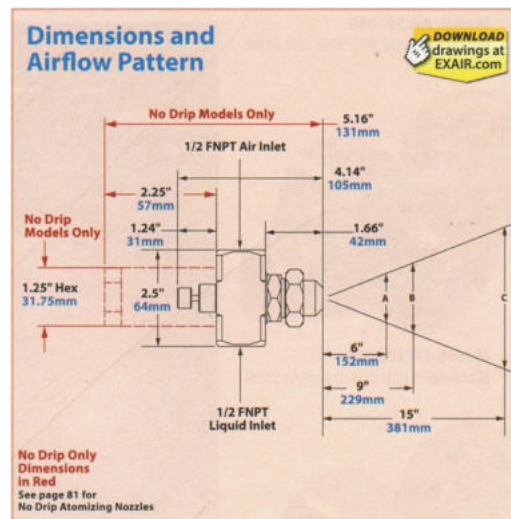 Dimensions and
Airflow Pattern
DOWNLOAD
drawings at
EXAIR.com
No Drip Models Only
5.16"
131mm
1/2 FNPT Air Inlet
4.14"
105mm
2.25"
57mm
No Drip
Models Only
1.24"
31mm
1.66"
42mm
1.25" Hex
31.75mm
2.5"
64mm
A
B
C
6"
152mm
9"
229mm
15"
381mm
1/2 FNPT
Liquid Inlet
No Drip Only
Dimensions
in Red
See page 81 for
No Drip Atomizing Nozzles